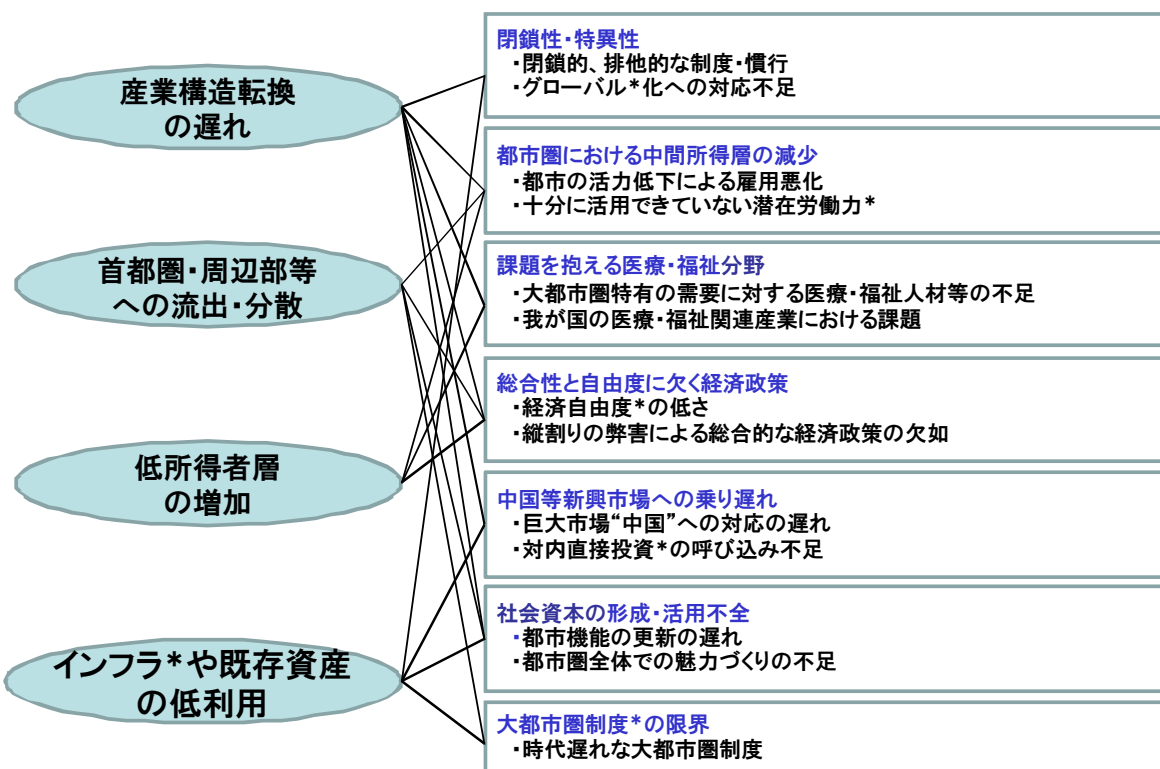 産業構造転換
の遅れ
首都圏・周辺部等
への流出・分散
低所得者層
の増加
インフラ*や既存資産
の低利用
閉鎖性・特異性
・閉鎖的、排他的な制度・慣行
・グローバル*化への対応不足
都市圏における中間所得層の減少
・都市の活力低下による雇用悪化
・十分に活用できていない潜在労働力*
課題を抱える医療・福祉分野
・大都市圏特有の需要に対する医療・福祉人材等の不足
・我が国の医療・福祉関連産業における課題
総合性と自由度に欠く経済政策
・経済自由度*の低さ
・縦割りの弊害による総合的な経済政策の欠如
中国等新興市場への乗り遅れ
・巨大市場“中国”への対応の遅れ
・対内直接投資*の呼び込み不足
社会資本の形成・活用不全
・都市機能の更新の遅れ
・都市圏全体での魅力づくりの不足
大都市圏制度*の限界
・時代遅れな大都市圏制度